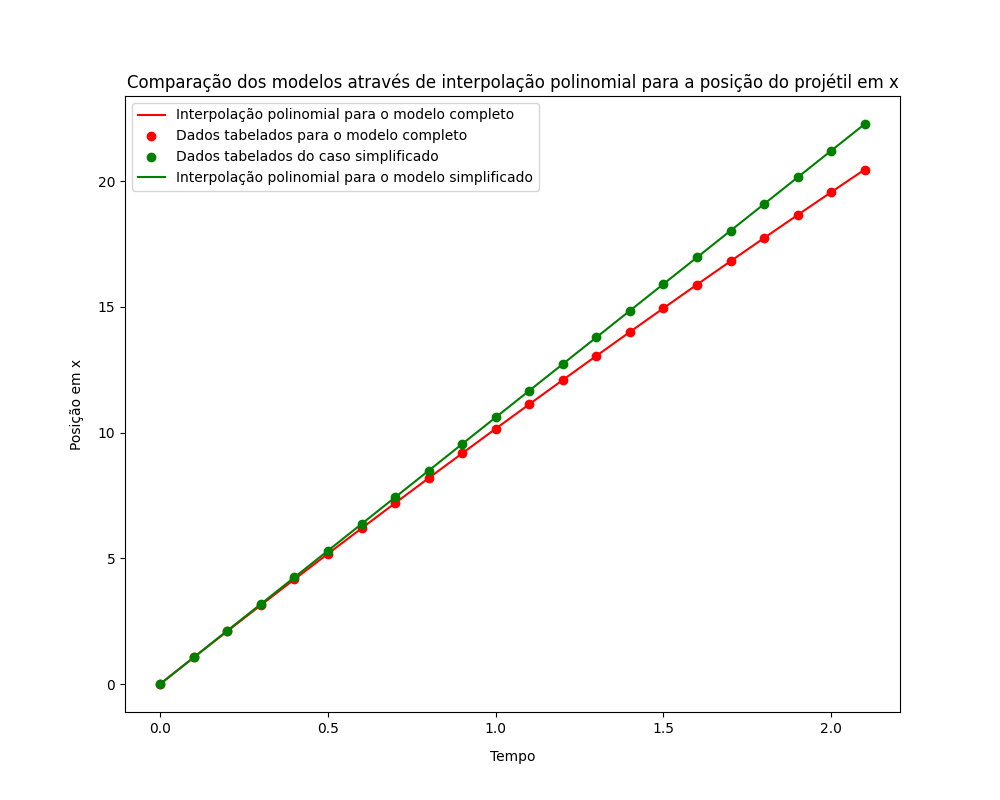 Comparação dos modelos através de interpolação polinomial para a posição do projétil em x
Interpolação polinomial para o modelo completo
Dados tabelados para o modelo completo
Dados tabelados do caso simplificado
Interpolação polinomial para o modelo simplificado
20
15
10
5
0
Posição em x
0.0 0.5 1.0 1.5 2.0
Tempo